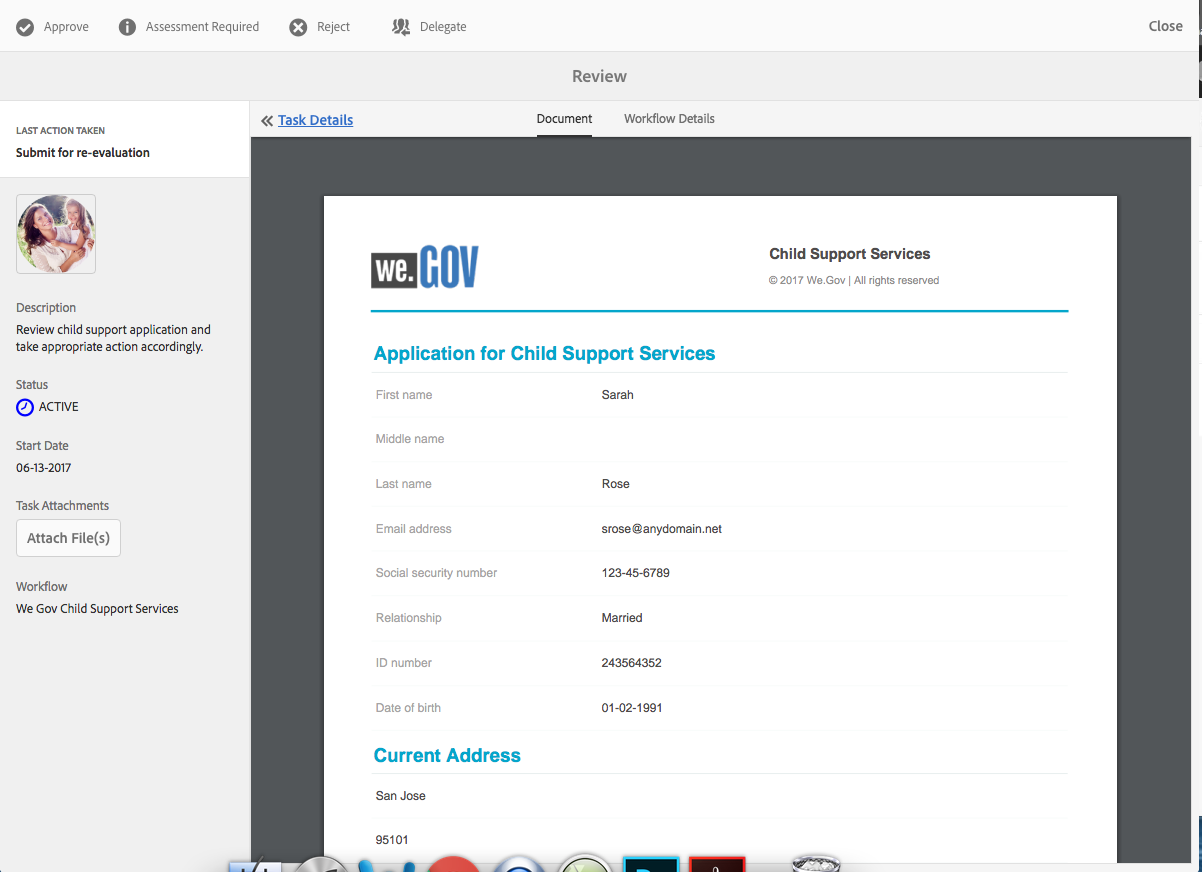 Approve Assessment Required Reject Delegate Close
Review
LAST ACTION TAKEN
Submit for re-evaluation
Description
Review child support application and
take appropriate action accordingly.
Status
ACTIVE
Start Date
06-13-2017
Task Attachments
Attach File(s)
Workflow
We Gov Child Support Services
« Task Details Document Workflow Details
we.GOV
Child Support Services
© 2017 We.Gov | All rights reserved
Application for Child Support Services
First name Sarah
Middle name
Last name Rose
Email address srose@anydomain.net
Social security number 123-45-6789
Relationship Married
ID number 243564352
Date of birth 01-02-1991
Current Address
San Jose
95101